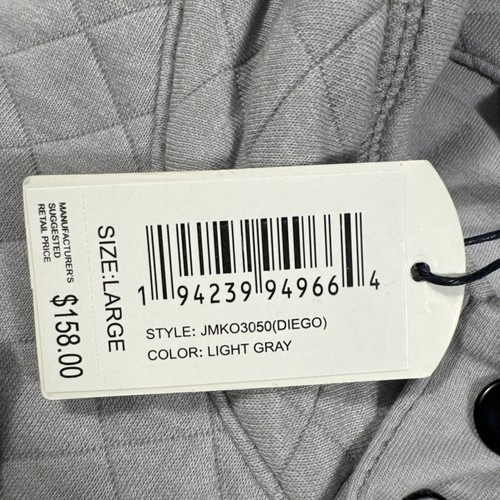 MANUFACTURER'S
SUGGESTED
RETAIL PRICE
$158.00
SIZE:LARGE
1 94239 94966 4
STYLE: JMKO3050(DIEGO)
COLOR: LIGHT GRAY